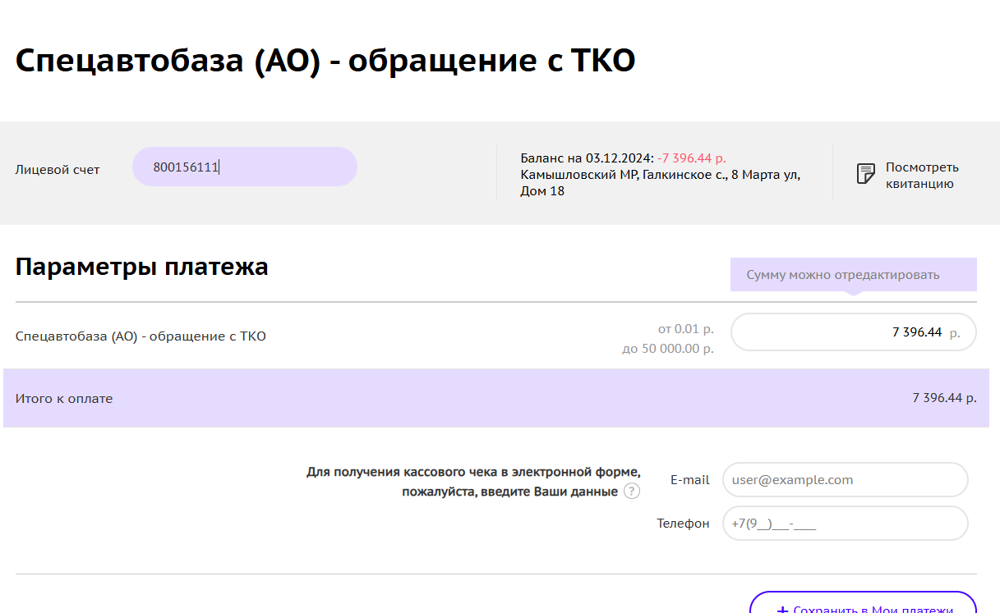 Спецавтобаза (АО) - обращение с ТКО
Лицевой счет
800156111
Баланс на 03.12.2024: -7 396.44 р.
Камышловский МР, Галкинское с., 8 Марта ул,
Дом 18
Посмотреть
квитанцию
Параметры платежа
Сумму можно отредактировать
Спецавтобаза (АО) - обращение с ТКО
от 0.01 р.
до 50 000.00 р.
7 396.44 р.
Итого к оплате
7 396.44 р.
Для получения кассового чека в электронной форме,
пожалуйста, введите Ваши данные ?
E-mail
user@example.com
Телефон
+7(9__)___-____
+ Сохранить в Мои платежи